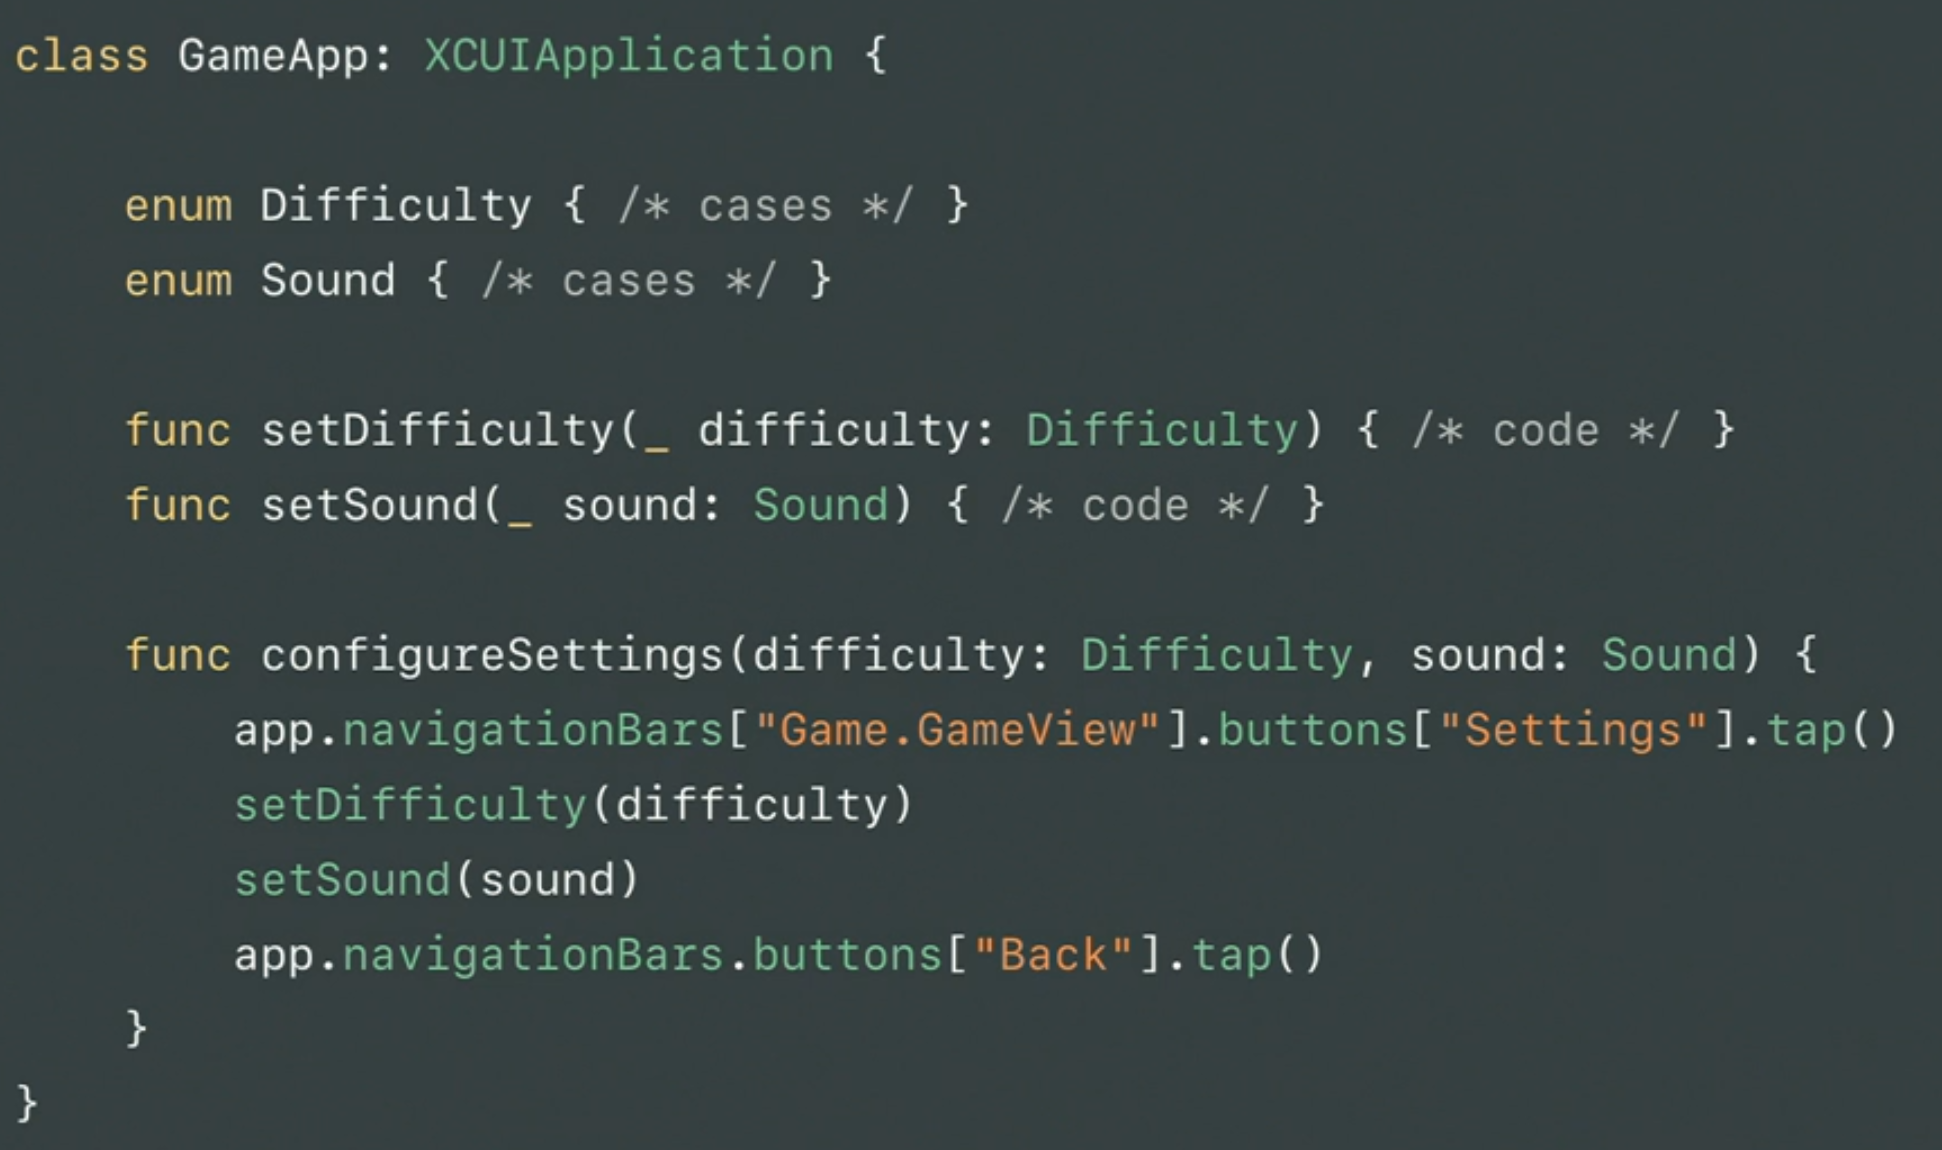 class GameApp: XCUIApplication {
enum Difficulty { /* cases */ }
enum Sound { /* cases */ }
func setDifficulty(_ difficulty: Difficulty) { /* code */ }
func setSound(_ sound: Sound) { /* code */ }
func configureSettings(difficulty: Difficulty, sound: Sound) {
app.navigationBars["Game.GameView"].buttons["Settings"].tap()
setDifficulty(difficulty)
setSound(sound)
app.navigationBars.buttons["Back"].tap()
}
}